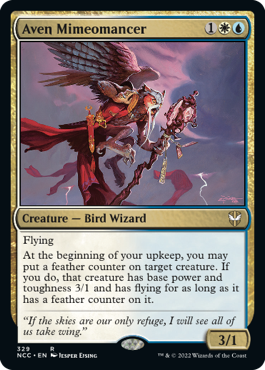 Aven Mimeomancer 1
Creature — Bird Wizard
Flying
At the beginning of your upkeep, you may
put a feather counter on target creature. If
you do, that creature has base power and
toughness 3/1 and has flying for as long as it
has a feather counter on it.
"If the skies are our only refuge, I will see all of
us take wing."
3/1
329 R
NCC • EN Jesper Ejsing
™ & © 2022 Wizards of the Coast